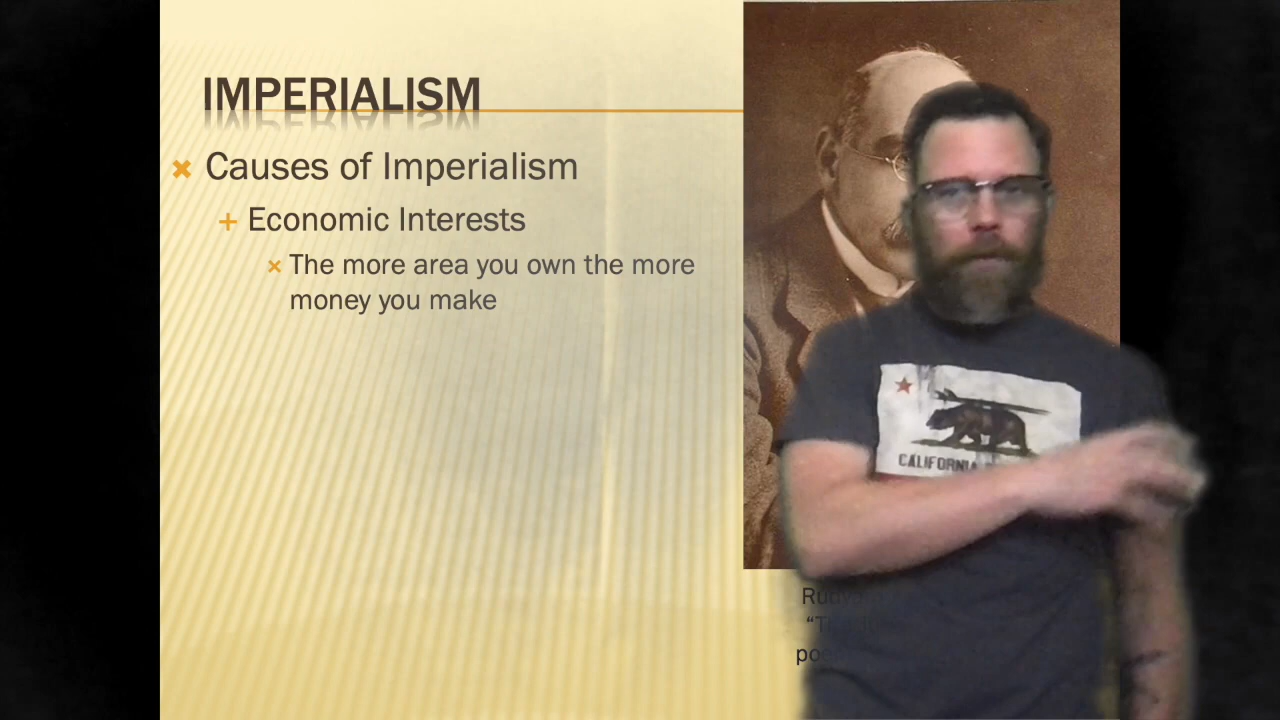 IMPERIALISM
Causes of Imperialism
Economic Interests
The more area you own the more
money you make
CALIFORNIA